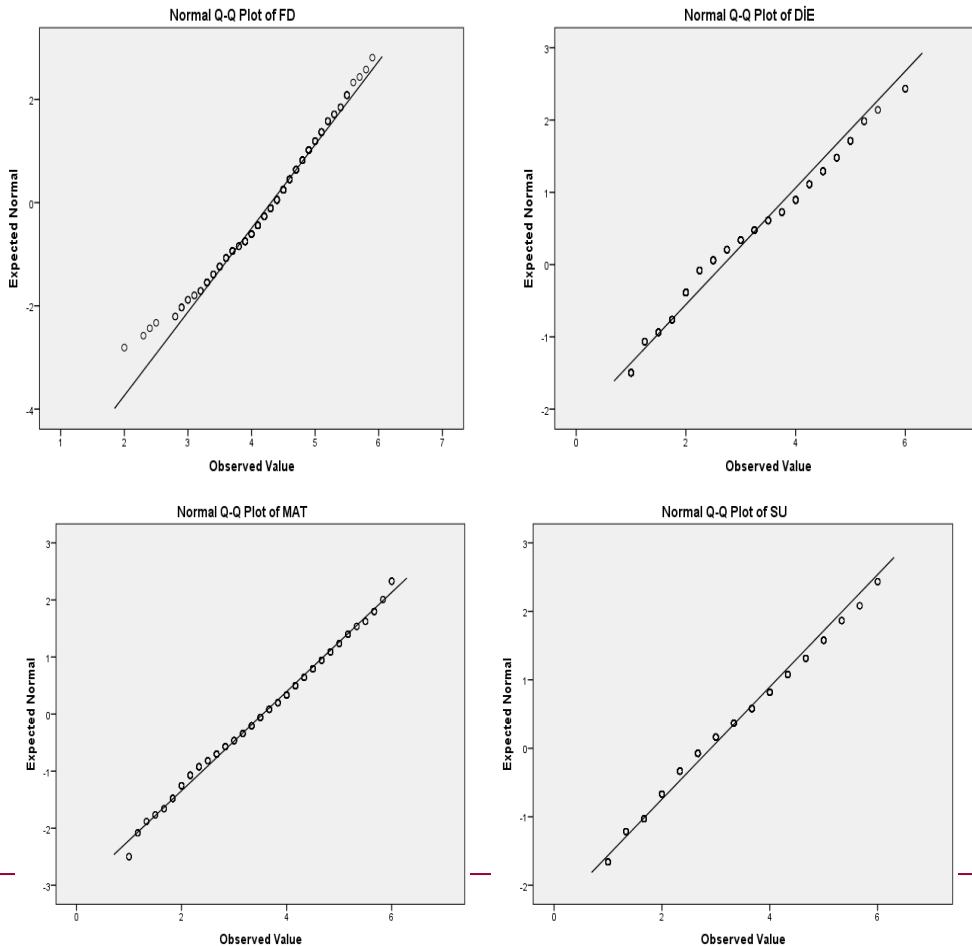 Normal Q-Q Plot of FD
Expected Normal
2
0
-2
-4
1 2 3 4 5 6 7
Observed Value
Normal Q-Q Plot of DİE
Expected Normal
3
2
1
0
-1
-2
0 2 4 6
Observed Value
Normal Q-Q Plot of MAT
Expected Normal
3
2
1
0
-1
-2
-3
0 2 4 6
Observed Value
Normal Q-Q Plot of SU
Expected Normal
3
2
1
0
-1
-2
0 2 4 6
Observed Value